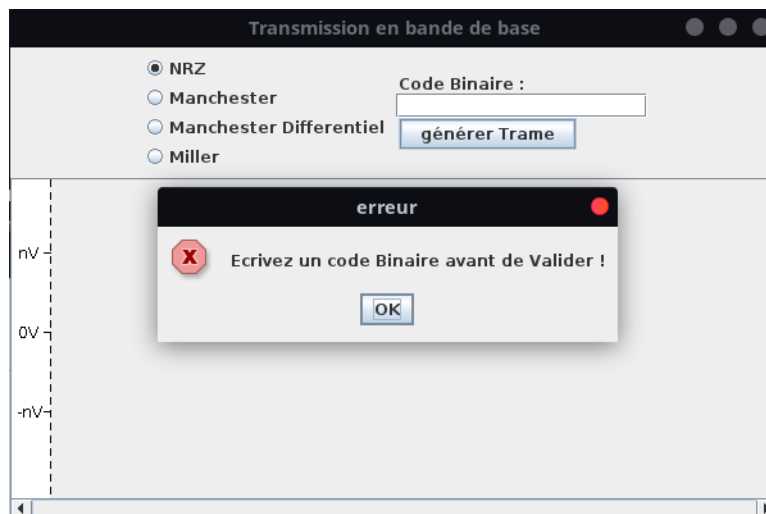 Transmission en bande de base
NRZ
Manchester
Manchester Differentiel
Miller
Code Binaire :
générer Trame
erreur
X
Ecrivez un code Binaire avant de Valider !
OK
nV
0V
-nV